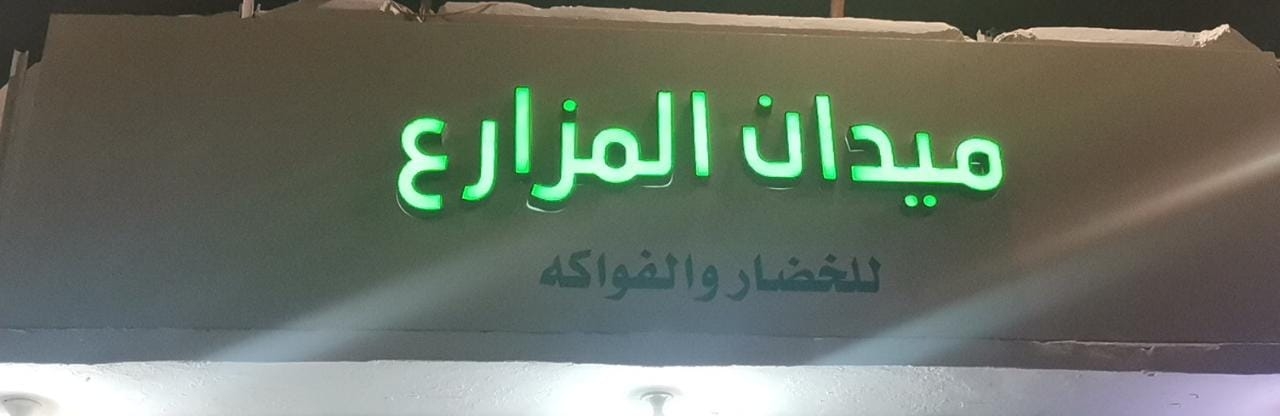 ميدان المزارع
للخضار والفواكه